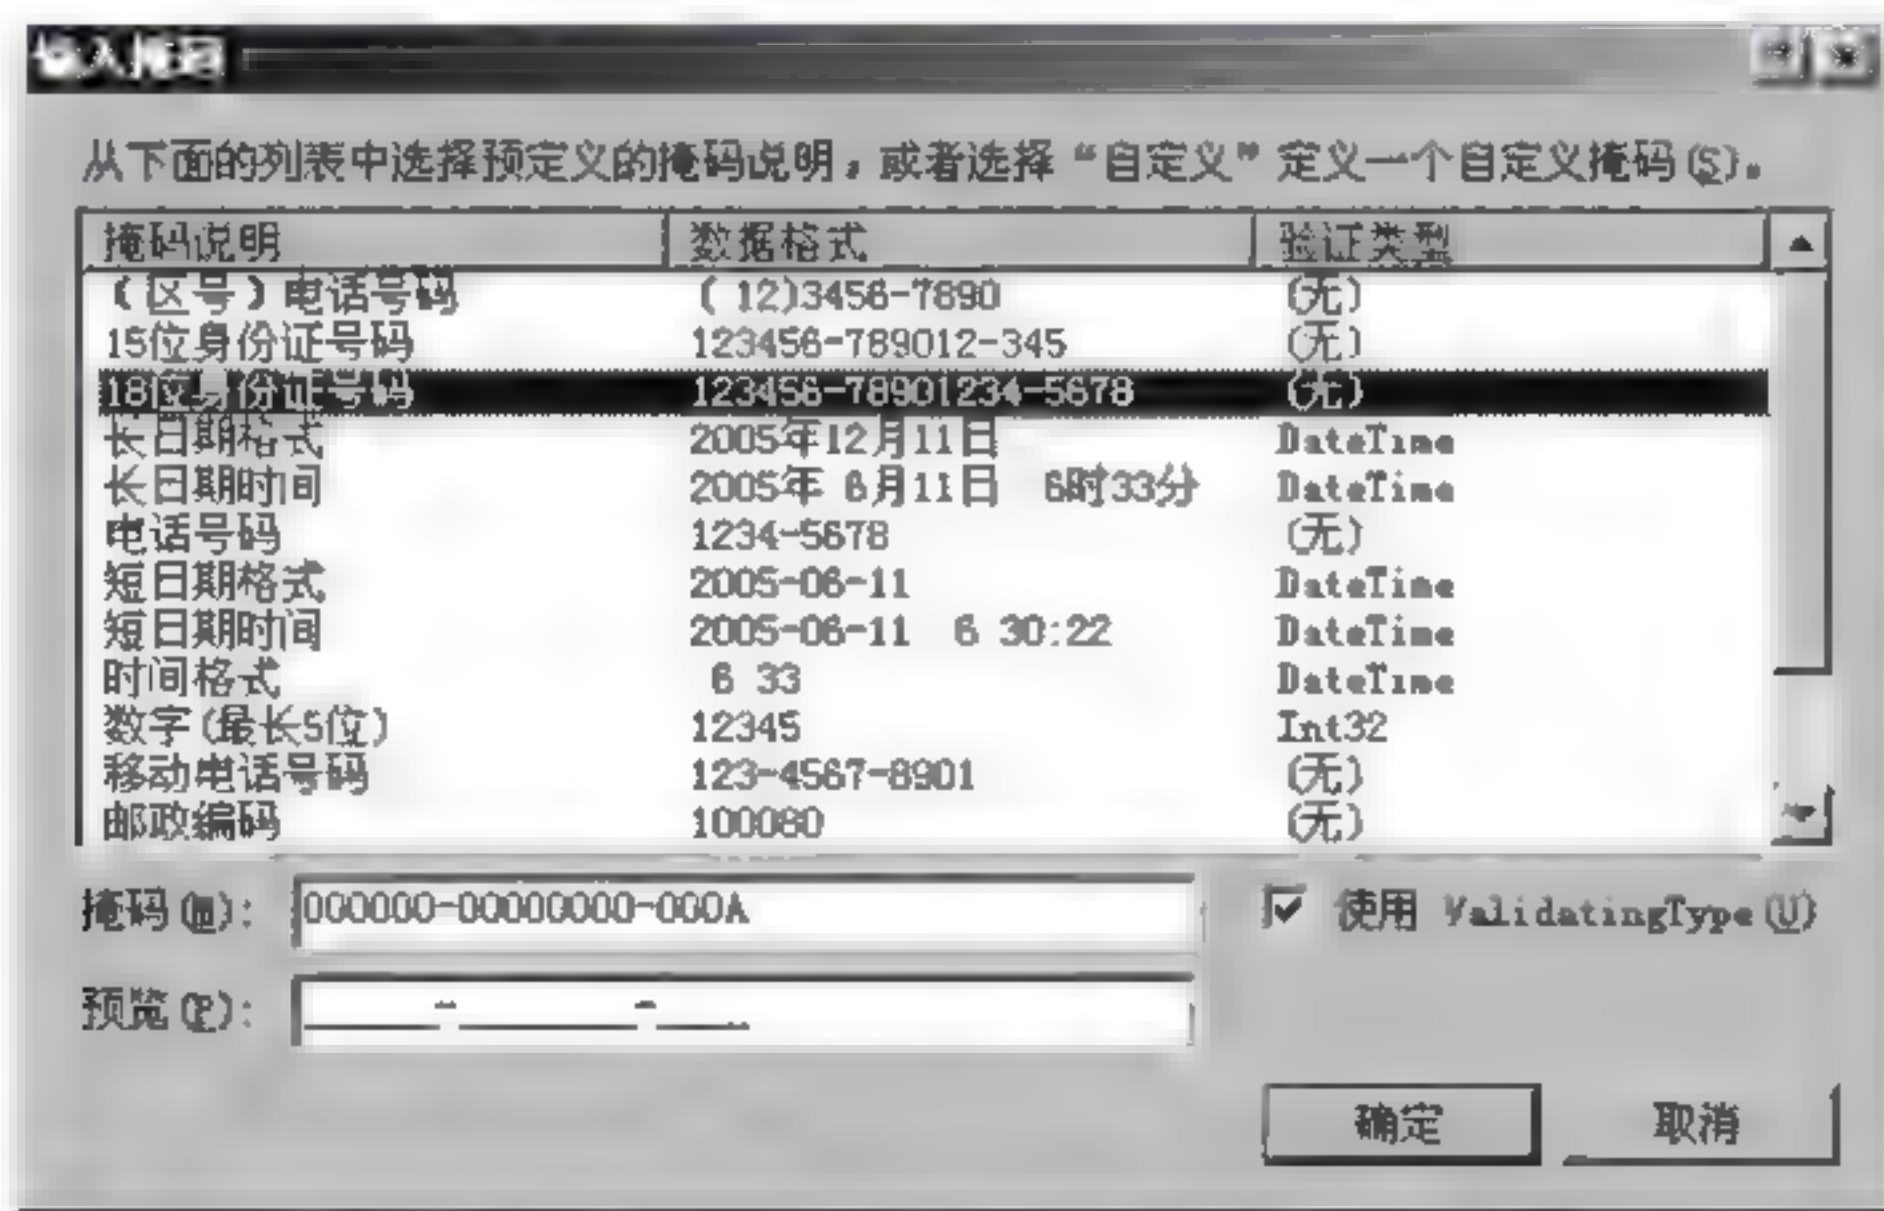 输入掩码
从下面的列表中选择预定义的掩码说明，或者选择“自定义”定义一个自定义掩码(S)。
掩码说明 数据格式 验证类型
(区号)电话号码 ( 12)3456-7890 (无)
15位身份证号码 123456-789012-345 (无)
18位身份证号码 123456-78901234-5678 (无)
长日期格式 2005年12月11日 DateTime
长日期时间 2005年 6月11日  6时33分 DateTime
电话号码 1234-5678 (无)
短日期格式 2005-06-11 DateTime
短日期时间 2005-06-11  6 30:22 DateTime
时间格式 6 33 DateTime
数字(最长5位) 12345 Int32
移动电话号码 123-4567-8901 (无)
邮政编码 100080 (无)
掩码(M): 000000-00000000-000A 使用 ValidatingType(U)
预览(P): ______-________-____
确定 取消